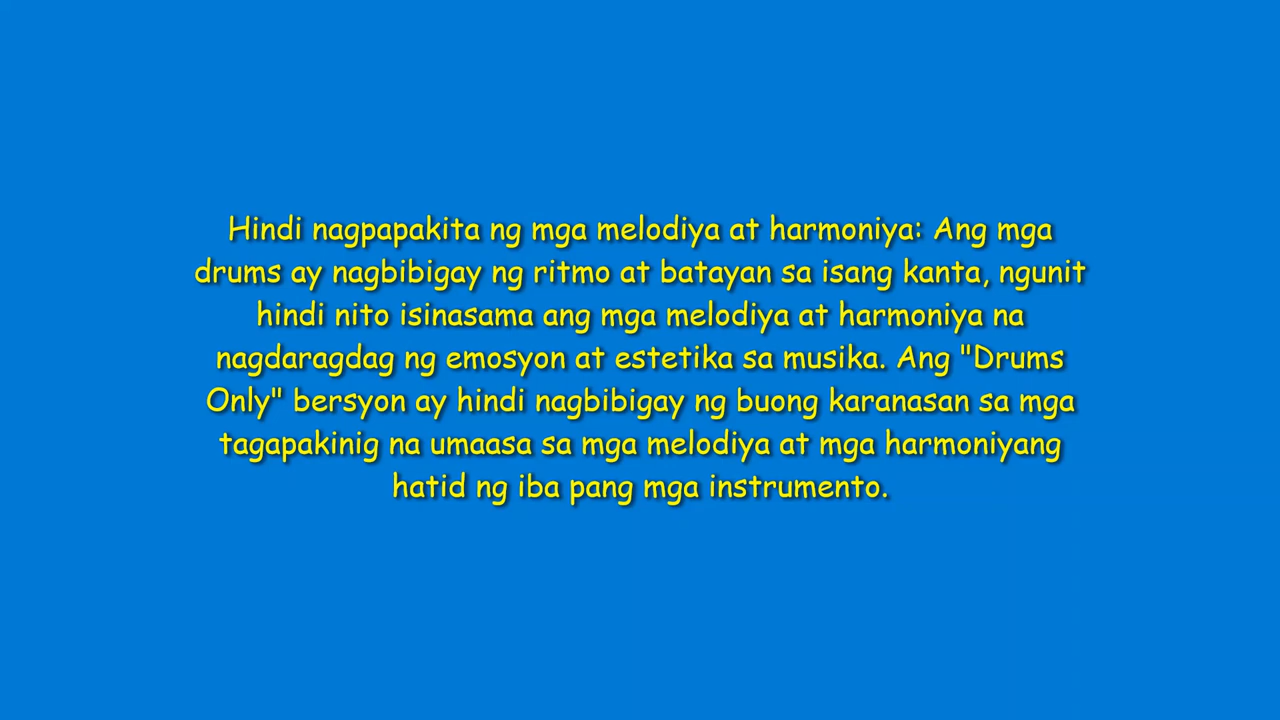 Hindi nagpapakita ng mga melodiya at harmoniya: Ang mga
drums ay nagbibigay ng ritmo at batayan sa isang kanta, ngunit
hindi nito isinasama ang mga melodiya at harmoniya na
nagdaragdag ng emosyon at estetika sa musika. Ang "Drums
Only" bersyon ay hindi nagbibigay ng buong karanasan sa mga
tagapakinig na umaasa sa mga melodiya at mga harmoniyang
hatid ng iba pang mga instrumento.